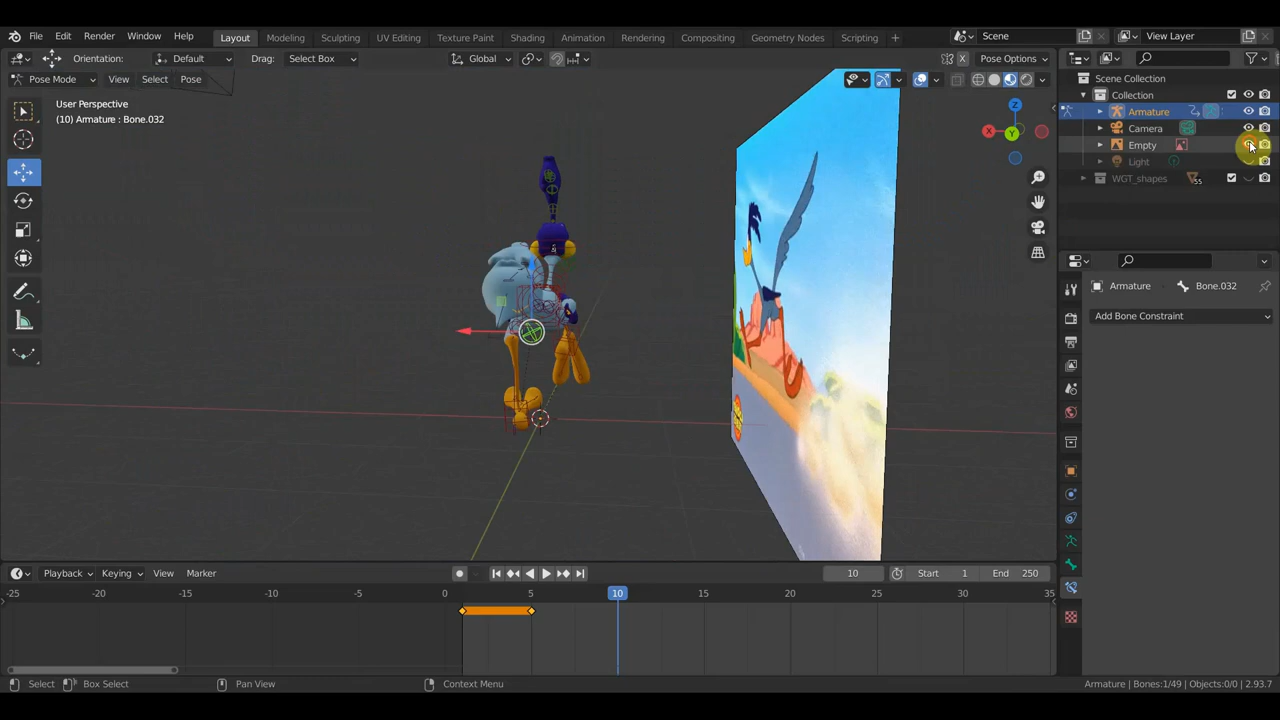 File Edit Render Window Help Layout Modeling Sculpting UV Editing Texture Paint Shading Animation Rendering Compositing Geometry Nodes Scripting + Scene View Layer
Orientation: Default Drag: Select Box Global Pose Options
Pose Mode View Select Pose
User Perspective
(10) Armature : Bone.032
X
Y
Z
Scene Collection
Collection
Armature
Camera
Empty
Light
WGT_shapes 55
Armature Bone.032
Add Bone Constraint
Playback Keying View Marker 10 Start 1 End 250
-25 -20 -15 -10 -5 0 5 10 15 20 25 30 35
Select Box Select Pan View Context Menu Armature | Bones:1/49 | Objects:0/0 | 2.93.7